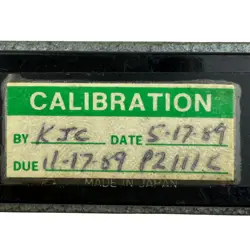 CALIBRATION
BY KJC DATE 5-17-89
DUE 11-17-89 P2111C
MADE IN JAPAN